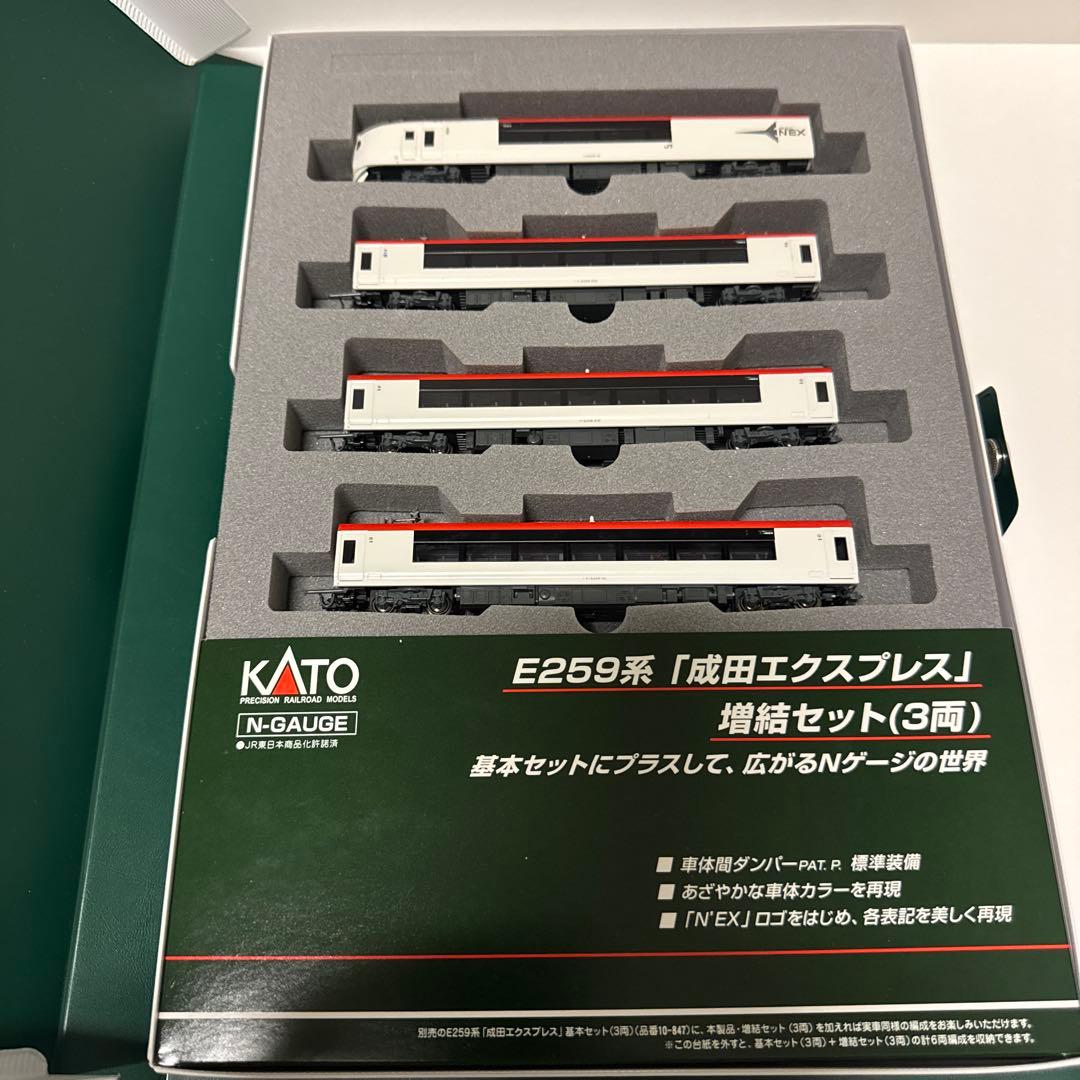 NEX
KATO
PRECISION RAILROAD MODELS
N-GAUGE
●JR東日本商品化許諾済
E259系「成田エクスプレス」
増結セット(3両)
基本セットにプラスして、広がるNゲージの世界
■ 車体間ダンパーPAT. P. 標準装備
■ あざやかな車体カラーを再現
■ 「N'EX」ロゴをはじめ、各表記を美しく再現
別売のE259系「成田エクスプレス」基本セット(3両)(品番10-847)に、本製品・増結セット(3両)を加えれば実車同様の編成をお楽しみいただけます。
※この台紙を外すと、基本セット(3両)+増結セット(3両)の計6両編成を収納できます。